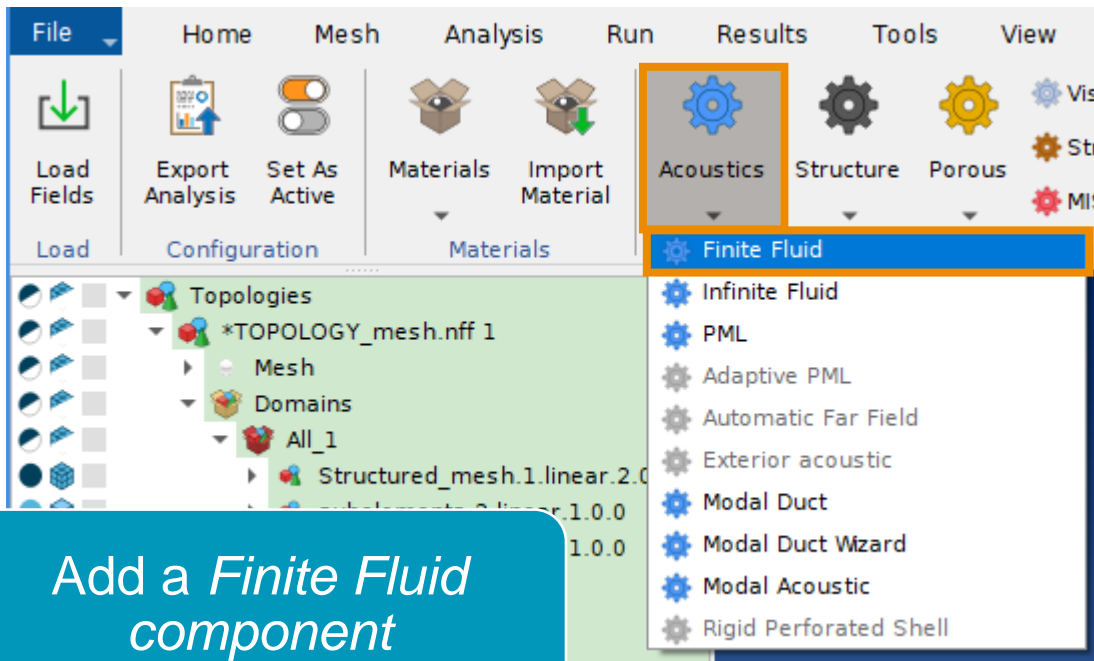 File Home Mesh Analysis Run Results Tools View
Load Fields Export Analysis Set As Active Materials Import Material Acoustics Structure Porous
Load Configuration Materials
Finite Fluid
Infinite Fluid
PML
Adaptive PML
Automatic Far Field
Exterior acoustic
Modal Duct
Modal Duct Wizard
Modal Acoustic
Rigid Perforated Shell
Topologies
*TOPOLOGY_mesh.nff 1
Mesh
Domains
All_1
Structured_mesh.1.linear.2.0
1.0.0
Add a Finite Fluid
component